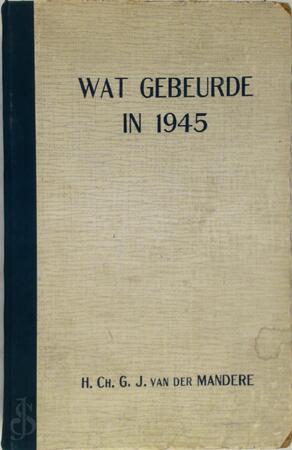 WAT GEBEURDE
IN 1945
H. CH. G. J. VAN DER MANDERE